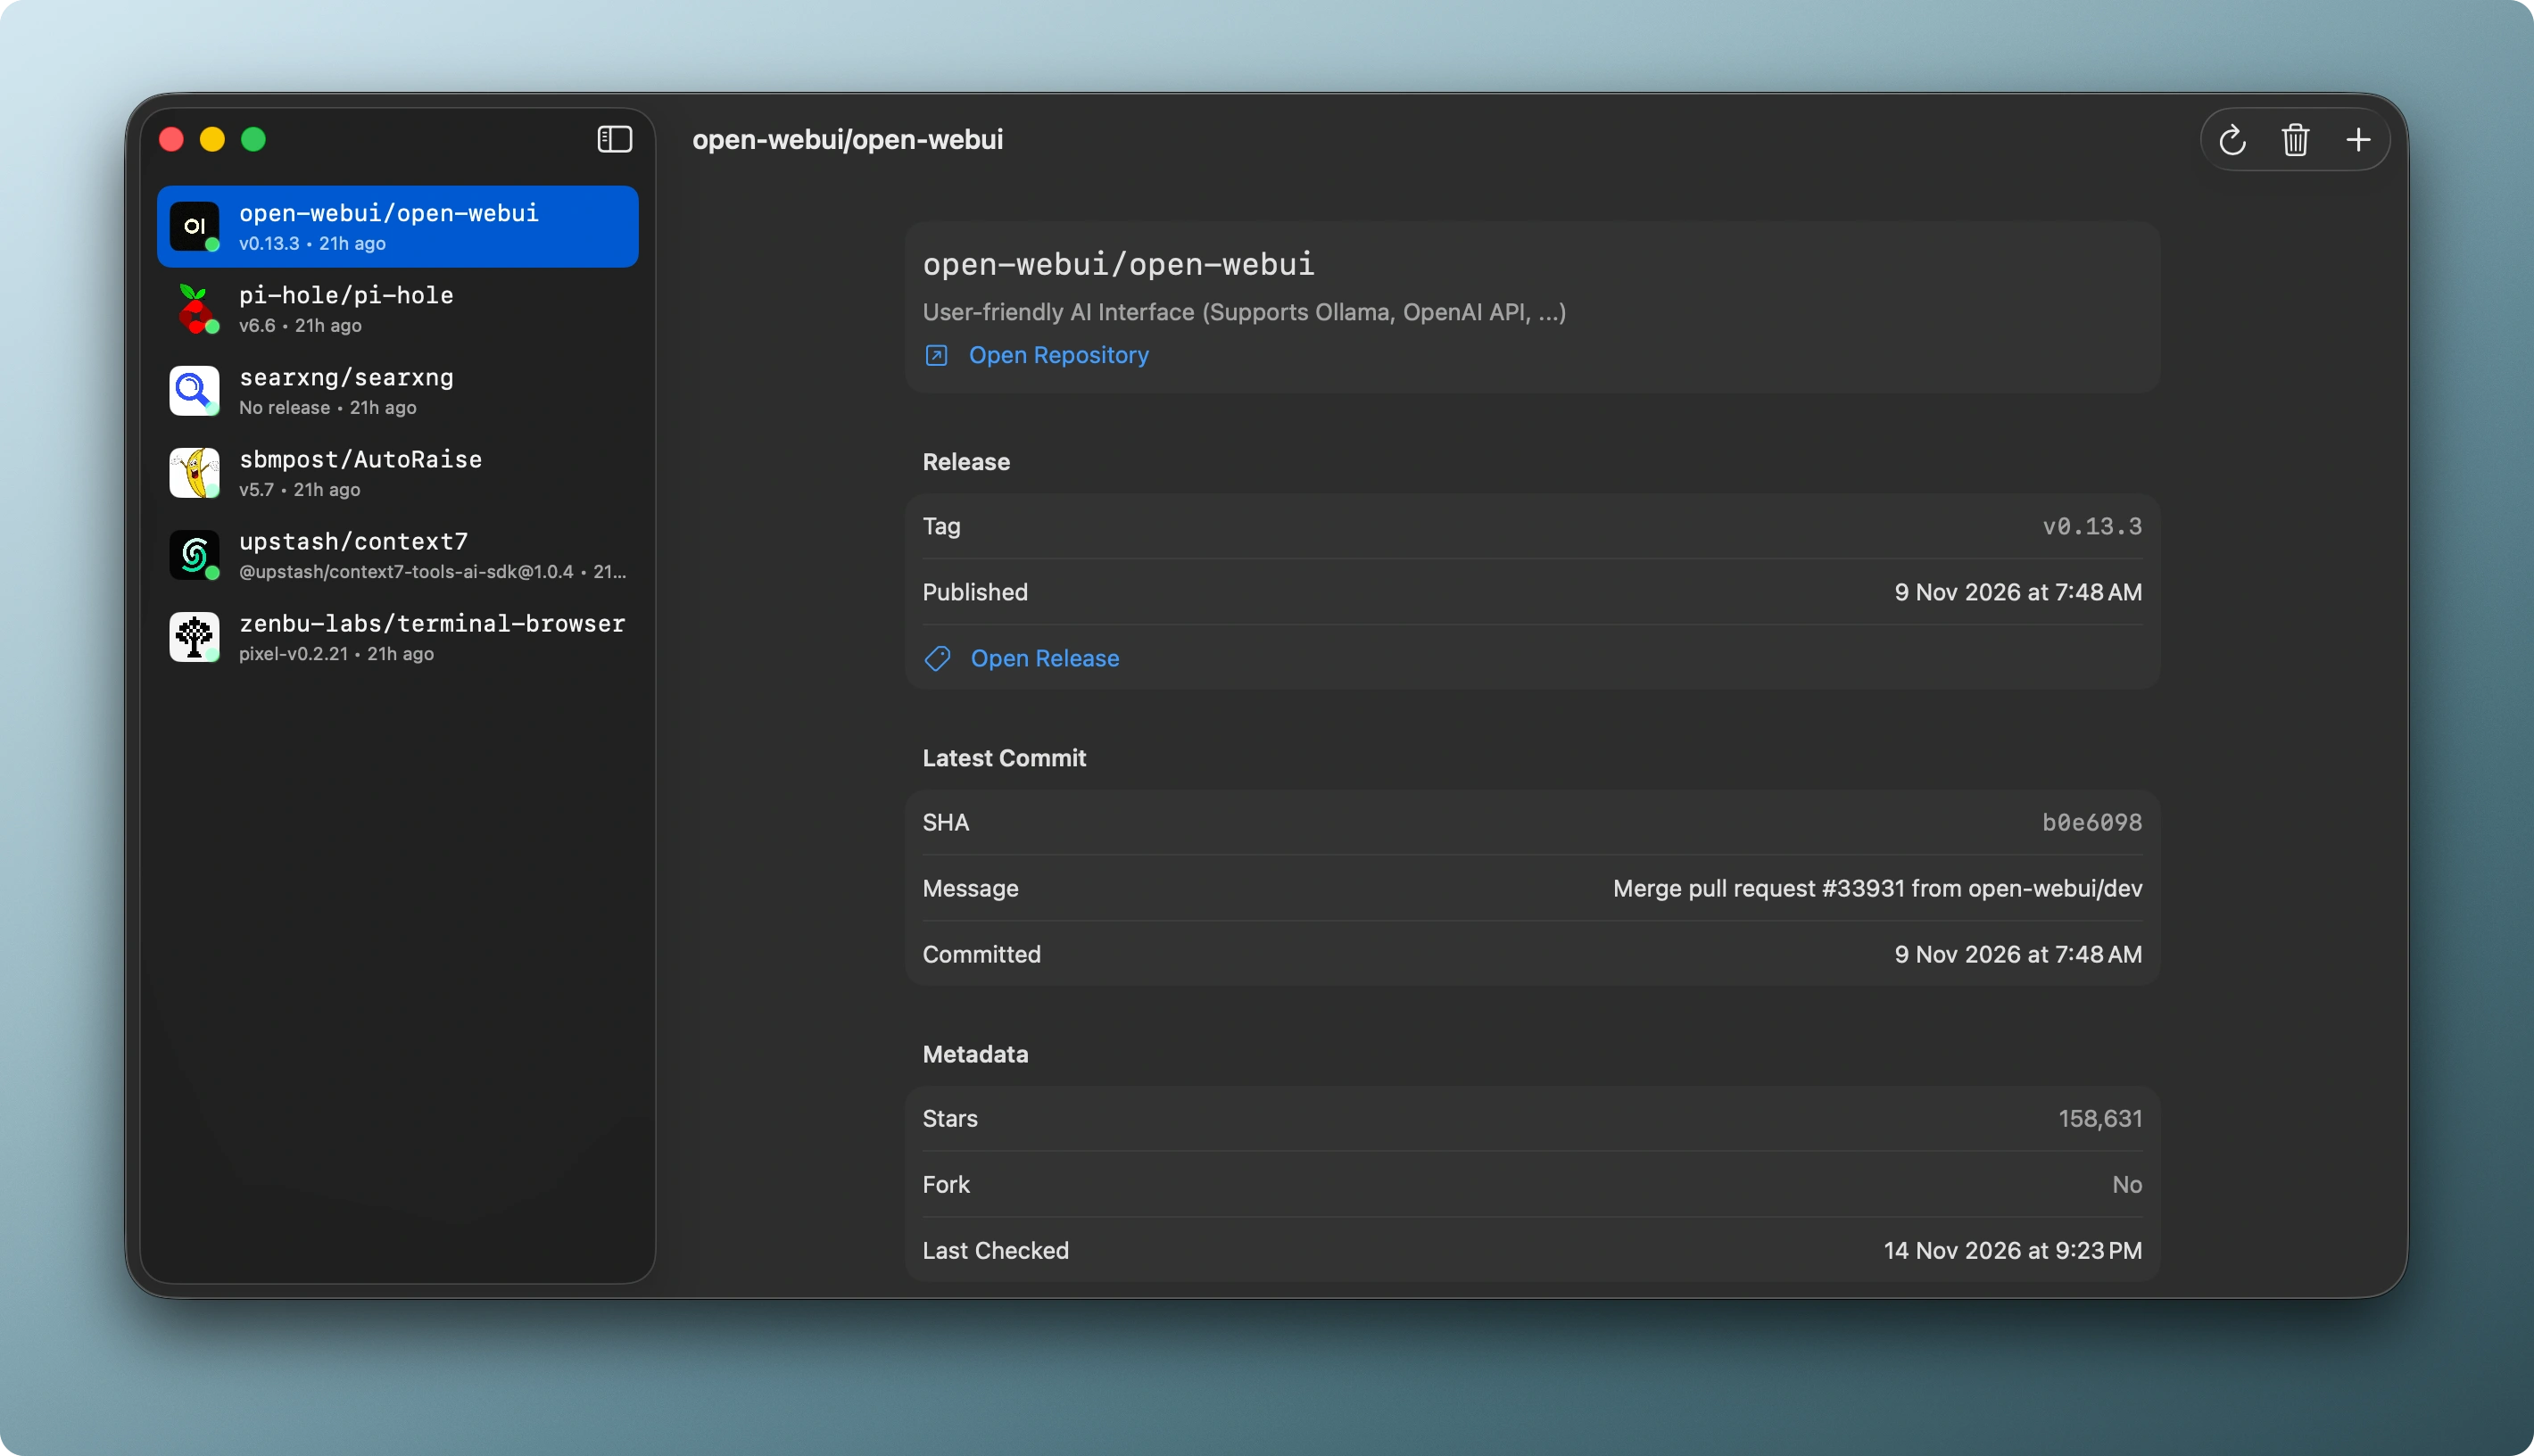 open-webui/open-webui
v0.13.3 • 21h ago
pi-hole/pi-hole
v6.6 • 21h ago
searxng/searxng
No release • 21h ago
sbmpost/AutoRaise
v5.7 • 21h ago
upstash/context7
@upstash/context7-tools-ai-sdk@1.0.4 • 21...
zenbu-labs/terminal-browser
pixel-v0.2.21 • 21h ago
open-webui/open-webui
open-webui/open-webui
User-friendly AI Interface (Supports Ollama, OpenAI API, ...)
Open Repository
Release
Tag v0.13.3
Published 9 Nov 2026 at 7:48 AM
Open Release
Latest Commit
SHA b0e6098
Message Merge pull request #33931 from open-webui/dev
Committed 9 Nov 2026 at 7:48 AM
Metadata
Stars 158,631
Fork No
Last Checked 14 Nov 2026 at 9:23 PM